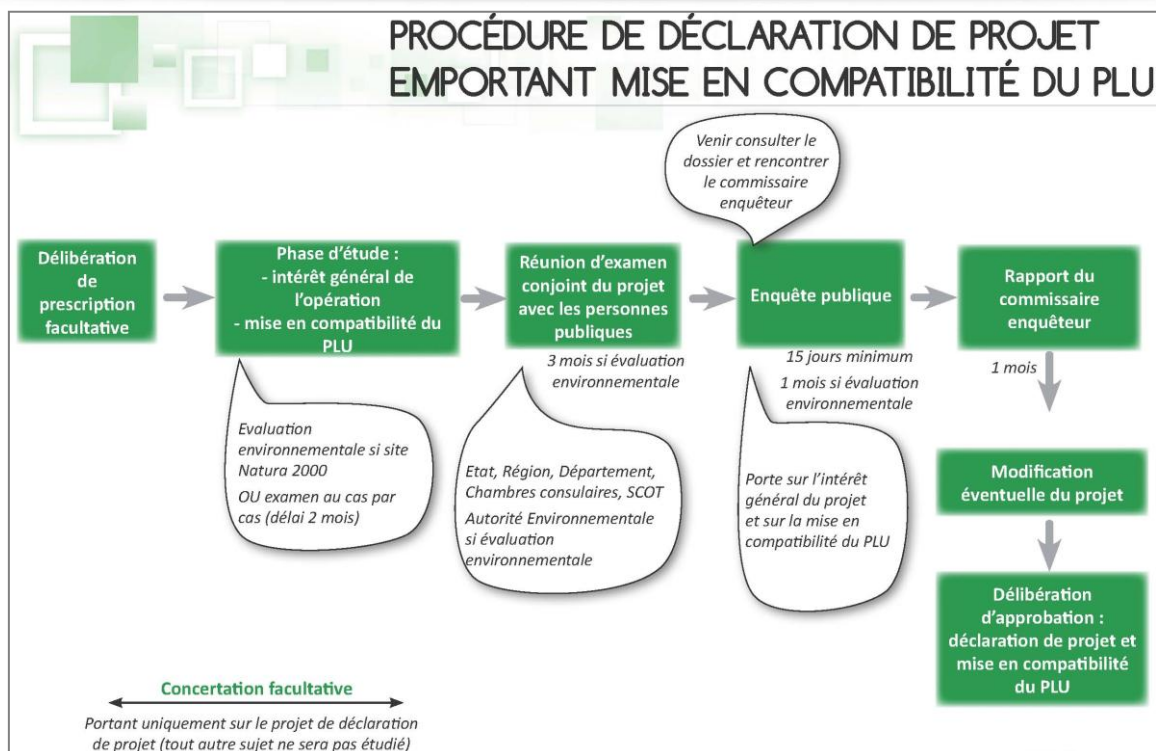 PROCÉDURE DE DÉCLARATION DE PROJET
EMPORTANT MISE EN COMPATIBILITÉ DU PLU
Venir consulter le
dossier et rencontrer
le commissaire
enquêteur
Délibération
de
prescription
facultative
Phase d’étude :
- intérêt général de
l’opération
- mise en compatibilité du
PLU
Réunion d’examen
conjoint du projet
avec les personnes
publiques
Enquête publique
Rapport du
commissaire
enquêteur
3 mois si évaluation
environnementale
15 jours minimum
1 mois si évaluation
environnementale
1 mois
Evaluation
environnementale si site
Natura 2000
OU examen au cas par
cas (délai 2 mois)
Etat, Région, Département,
Chambres consulaires, SCOT
Autorité Environnementale
si évaluation
environnementale
Porte sur l’intérêt
général du projet
et sur la mise en
compatibilité du PLU
Modification
éventuelle du projet
Délibération
d’approbation :
déclaration de projet et
mise en compatibilité
du PLU
Concertation facultative
Portant uniquement sur le projet de déclaration
de projet (tout autre sujet ne sera pas étudié)